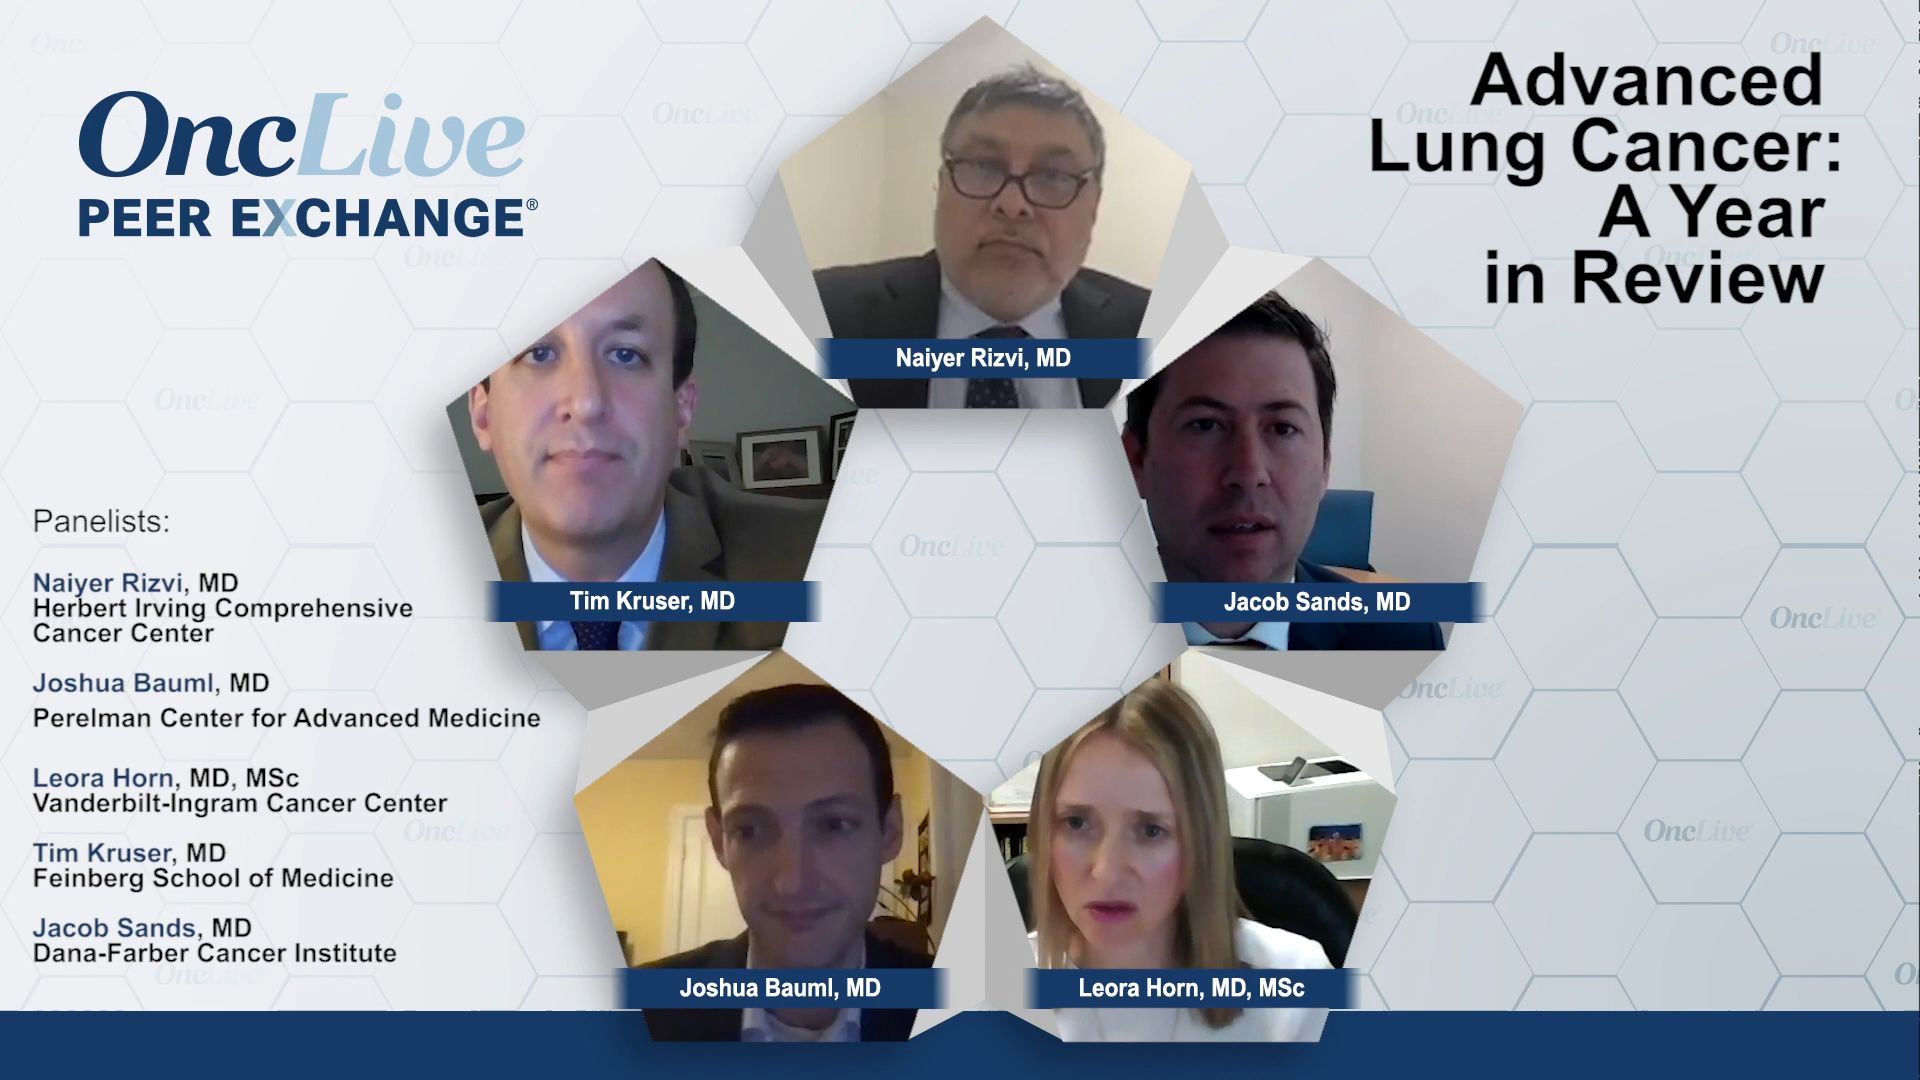 OncLive
PEER EXCHANGE®
Advanced
Lung Cancer:
A Year
in Review
Naiyer Rizvi, MD
Tim Kruser, MD
Jacob Sands, MD
Joshua Bauml, MD
Leora Horn, MD, MSc
Panelists:
Naiyer Rizvi, MD
Herbert Irving Comprehensive
Cancer Center
Joshua Bauml, MD
Perelman Center for Advanced Medicine
Leora Horn, MD, MSc
Vanderbilt-Ingram Cancer Center
Tim Kruser, MD
Feinberg School of Medicine
Jacob Sands, MD
Dana-Farber Cancer Institute